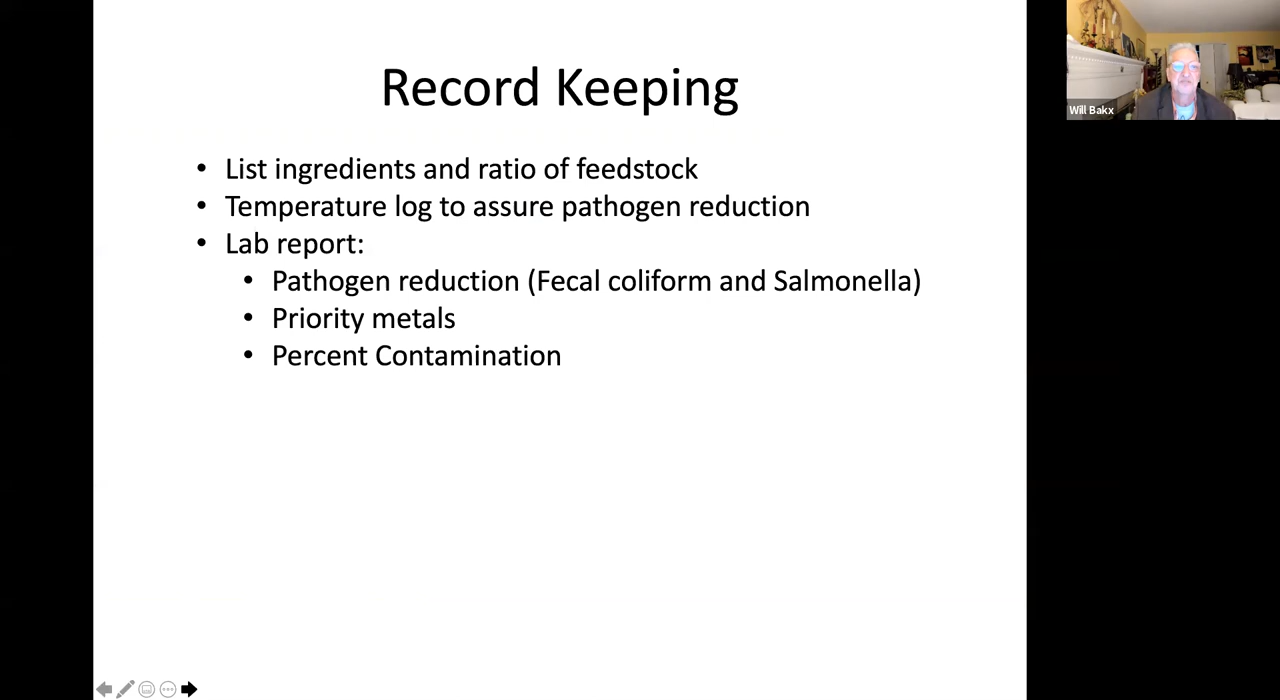 Record Keeping
• List ingredients and ratio of feedstock
• Temperature log to assure pathogen reduction
• Lab report:
• Pathogen reduction (Fecal coliform and Salmonella)
• Priority metals
• Percent Contamination
Will Bakx